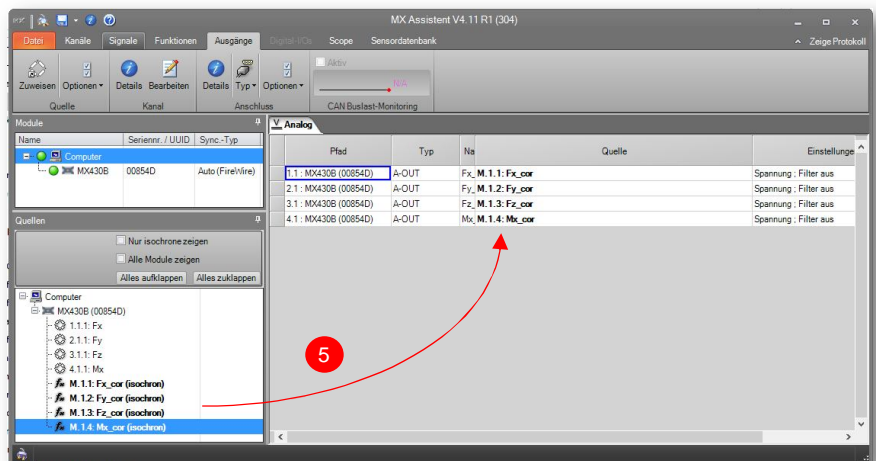 MX Assistent V4.11 R1 (304)
Datei Kanäle Signale Funktionen Ausgänge Digital-I/Os Scope Sensordatenbank Zeige Protokoll
Aktiv
N/A
Zuweisen Optionen Details Bearbeiten Details Typ Optionen
Quelle Kanal Anschluss CAN Buslast-Monitoring
Module
Name Seriennr. / UUID Sync.-Typ
Computer
MX430B 00854D Auto (FireWire)
Quellen
Nur isochrone zeigen
Alle Module zeigen
Alles aufklappen Alles zuklappen
Computer
MX430B (00854D)
1.1.1: Fx
2.1.1: Fy
3.1.1: Fz
4.1.1: Mx
M.1.1: Fx_cor (isochron)
M.1.2: Fy_cor (isochron)
M.1.3: Fz_cor (isochron)
M.1.4: Mx_cor (isochron)
Analog
Pfad Typ Na Quelle Einstellunge
1.1 : MX430B (00854D) A-OUT Fx_ M.1.1: Fx_cor Spannung ; Filter aus
2.1 : MX430B (00854D) A-OUT Fy_ M.1.2: Fy_cor Spannung ; Filter aus
3.1 : MX430B (00854D) A-OUT Fz_ M.1.3: Fz_cor Spannung ; Filter aus
4.1 : MX430B (00854D) A-OUT Mx_ M.1.4: Mx_cor Spannung ; Filter aus
5